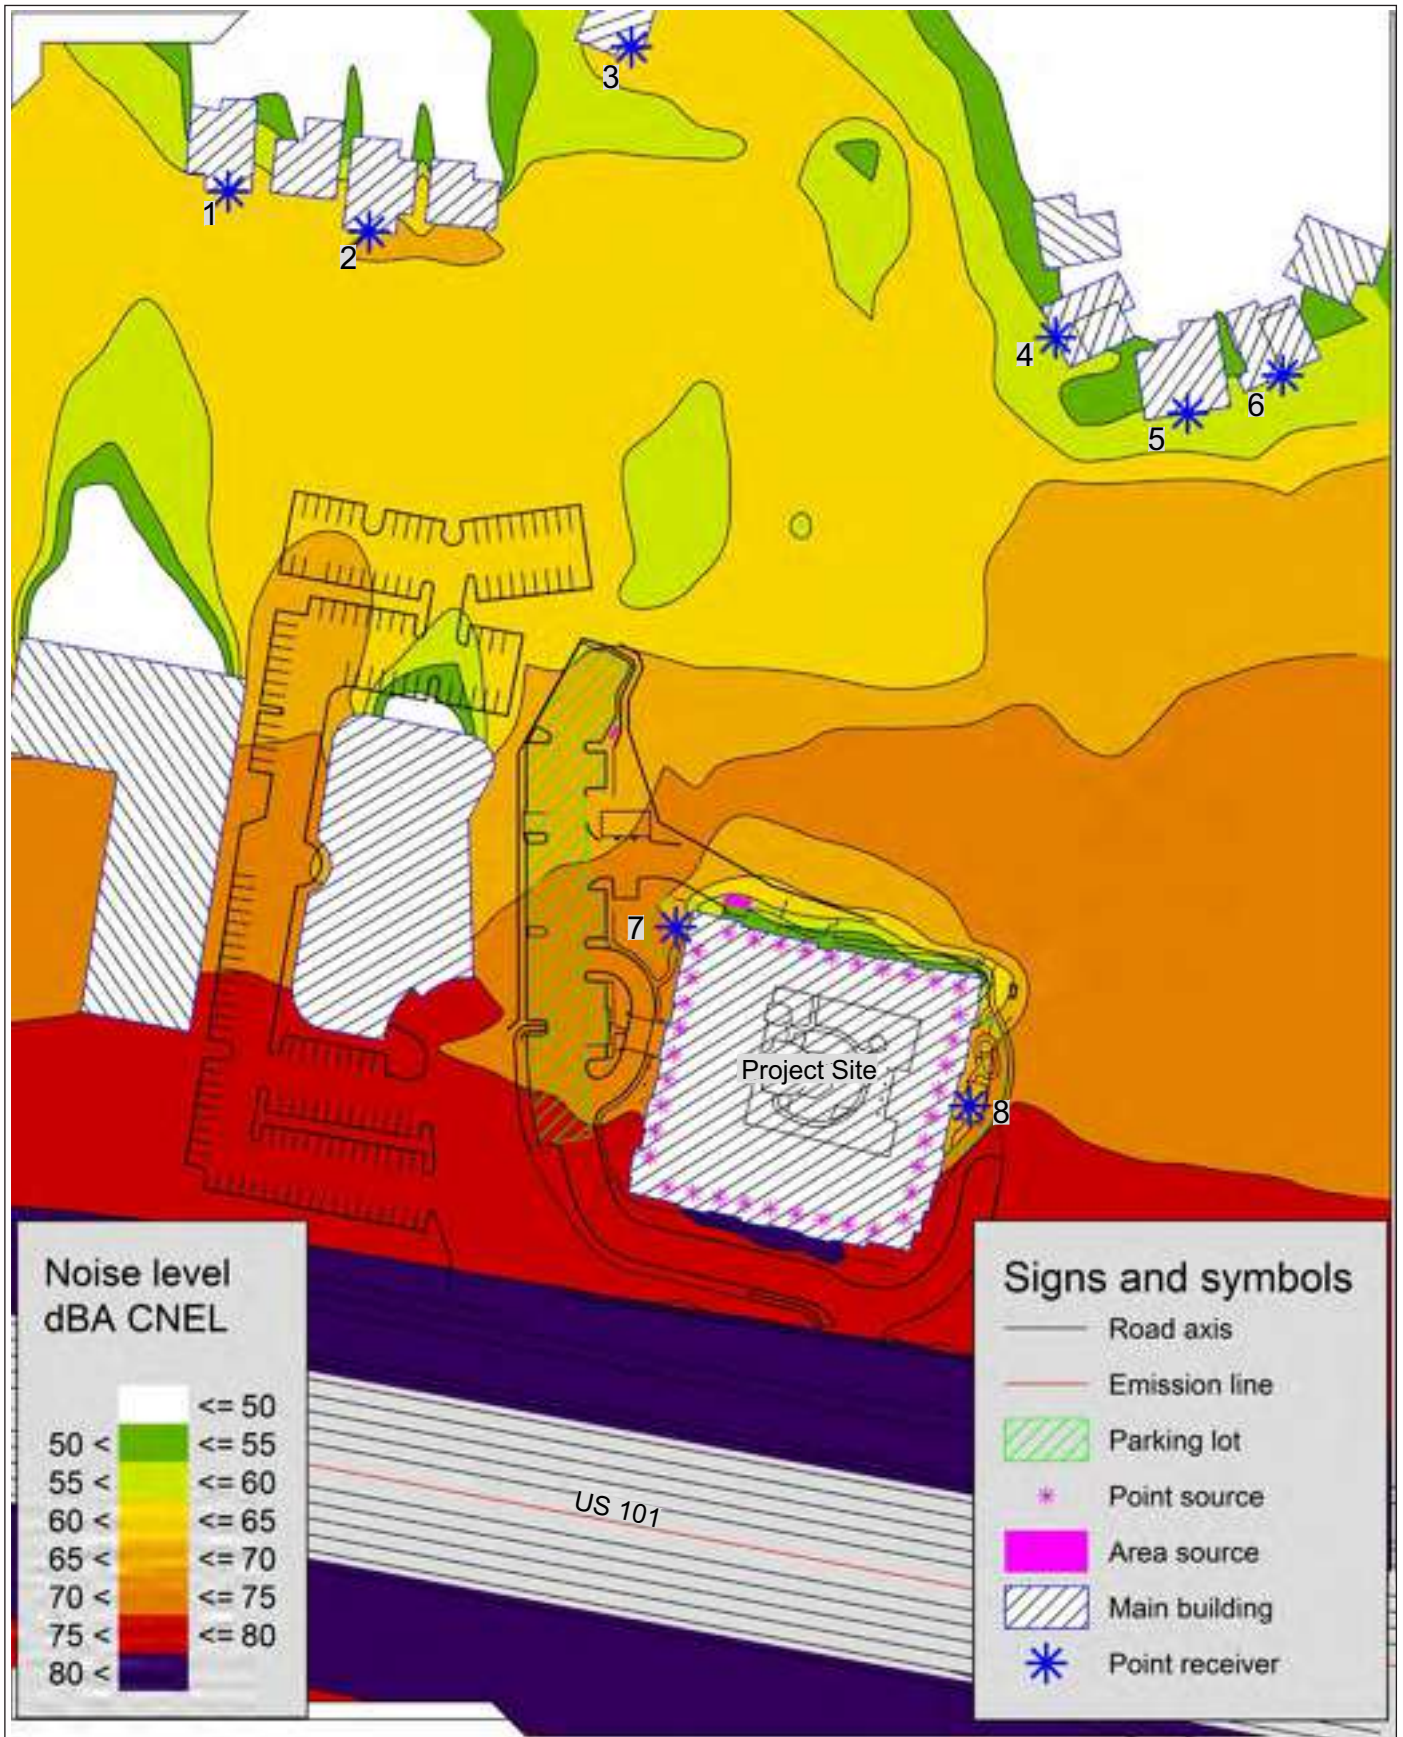 3
1
2
4
5
6
7
Project Site
8
Noise level
dBA CNEL
<= 50
50 < <= 55
55 < <= 60
60 < <= 65
65 < <= 70
70 < <= 75
75 < <= 80
80 <
US 101
Signs and symbols
Road axis
Emission line
Parking lot
Point source
Area source
Main building
Point receiver